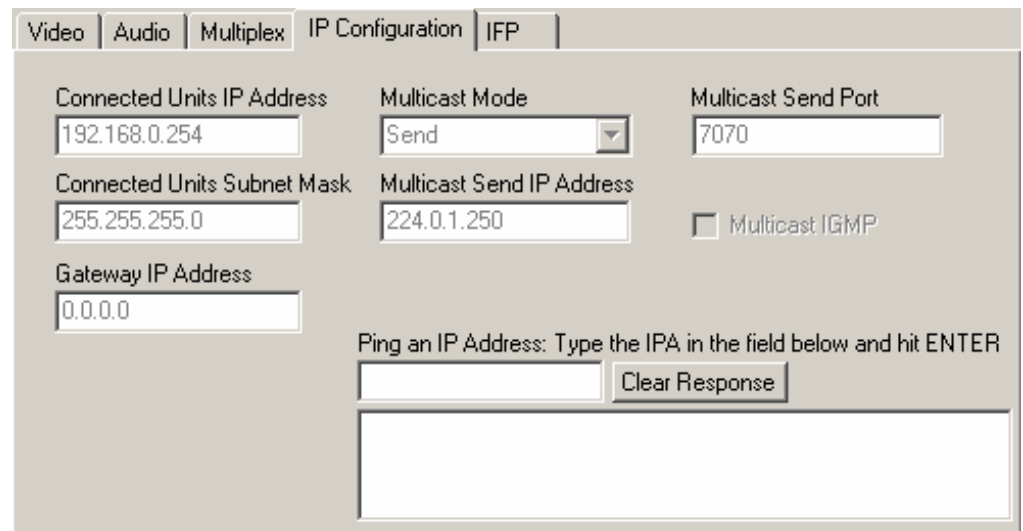 Video Audio Multiplex IP Configuration IFP
Connected Units IP Address Multicast Mode Multicast Send Port
192.168.0.254 Send 7070
Connected Units Subnet Mask Multicast Send IP Address
255.255.255.0 224.0.1.250 Multicast IGMP
Gateway IP Address
0.0.0.0
Ping an IP Address: Type the IPA in the field below and hit ENTER
Clear Response